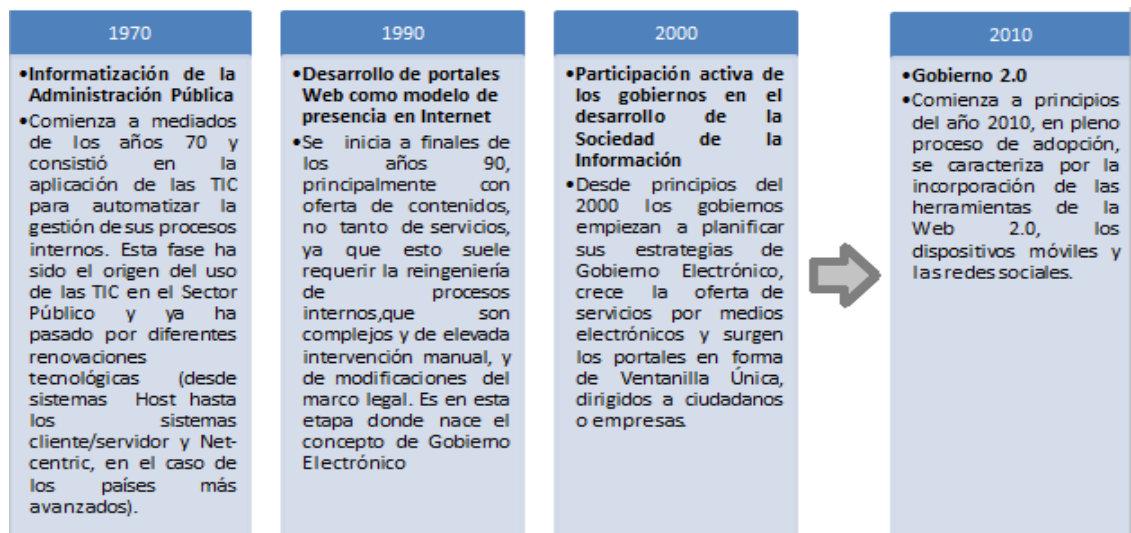 1970
•Informatización de la
Administración Pública
•Comienza a mediados
de los años 70 y
consistió en la
aplicación de las TIC
para automatizar la
gestión de sus procesos
internos. Esta fase ha
sido el origen del uso
de las TIC en el Sector
Público y ya ha
pasado por diferentes
renovaciones
tecnológicas (desde
sistemas Host hasta
los sistemas
cliente/servidor y Net-
centric, en el caso de
los países más
avanzados).
1990
•Desarrollo de portales
Web como modelo de
presencia en Internet
•Se inicia a finales de
los años 90,
principalmente con
oferta de contenidos,
no tanto de servicios,
ya que esto suele
requerir la reingeniería
de procesos
internos,que son
complejos y de elevada
intervención manual, y
de modificaciones del
marco legal. Es en esta
etapa donde nace el
concepto de Gobierno
Electrónico
2000
•Participación activa de
los gobiernos en el
desarrollo de la
Sociedad de la
Información
•Desde principios del
2000 los gobiernos
empiezan a planificar
sus estrategias de
Gobierno Electrónico,
crece la oferta de
servicios por medios
electrónicos y surgen
los portales en forma
de Ventanilla Única,
dirigidos a ciudadanos
o empresas.
2010
•Gobierno 2.0
•Comienza a principios
del año 2010, en pleno
proceso de adopción,
se caracteriza por la
incorporación de las
herramientas de la
Web 2.0, los
dispositivos móviles y
las redes sociales.